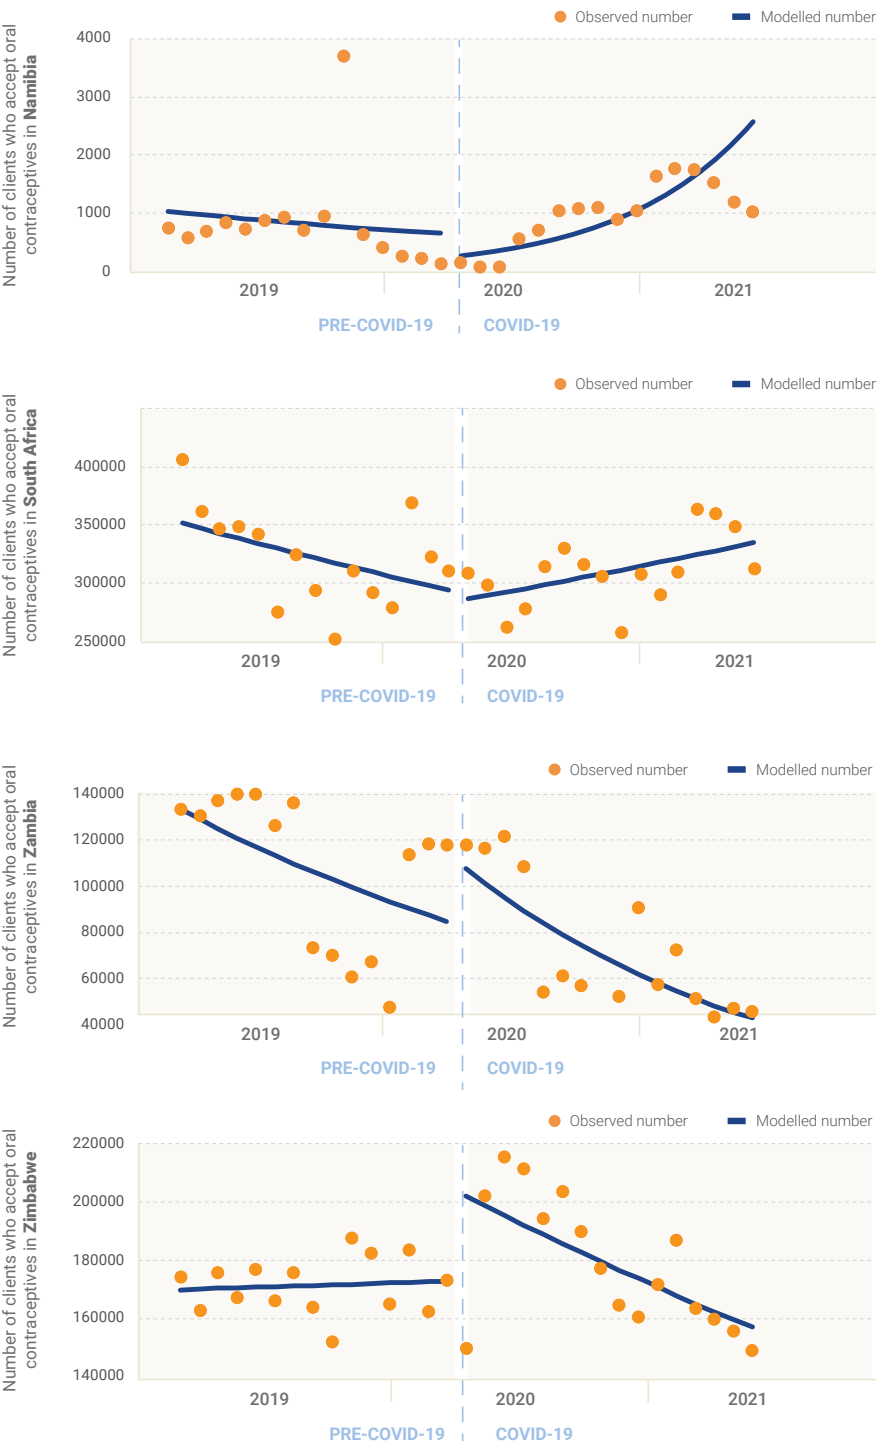 Observed number Modelled number
Number of clients who accept oral
contraceptives in Namibia
4000
3000
2000
1000
0
2019 2020 2021
PRE-COVID-19 COVID-19
Observed number Modelled number
Number of clients who accept oral
contraceptives in South Africa
400000
350000
300000
250000
2019 2020 2021
PRE-COVID-19 COVID-19
Observed number Modelled number
Number of clients who accept oral
contraceptives in Zambia
140000
120000
100000
80000
60000
40000
2019 2020 2021
PRE-COVID-19 COVID-19
Observed number Modelled number
Number of clients who accept oral
contraceptives in Zimbabwe
220000
200000
180000
160000
140000
2019 2020 2021
PRE-COVID-19 COVID-19